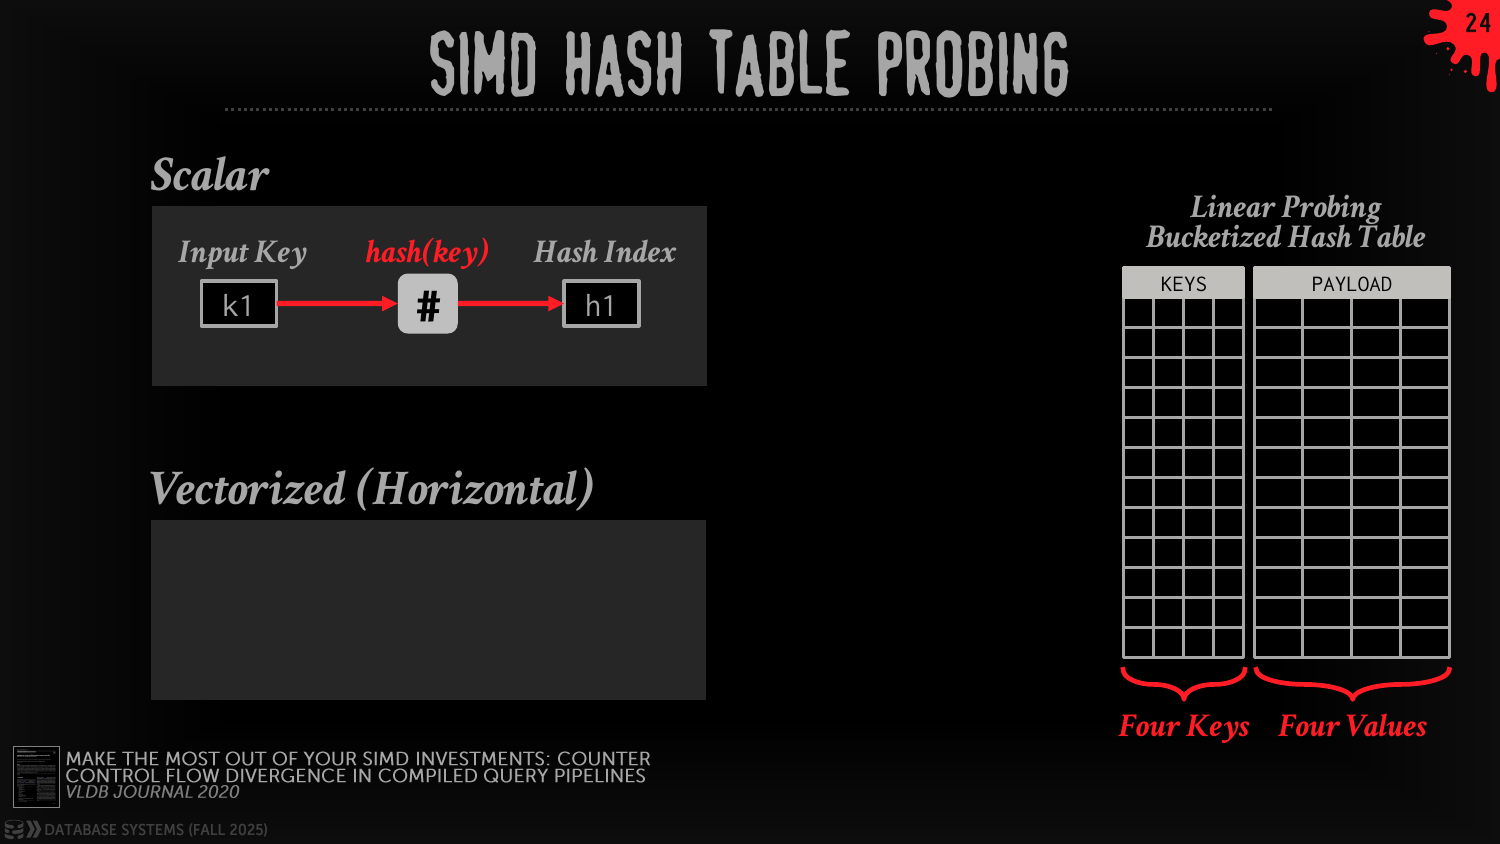 24
SIMD HASH TABLE PROBING
Scalar
Input Key hash(key) Hash Index
k1 # h1
Linear Probing
Bucketized Hash Table
KEYS PAYLOAD
Vectorized (Horizontal)
Four Keys Four Values
MAKE THE MOST OUT OF YOUR SIMD INVESTMENTS: COUNTER
CONTROL FLOW DIVERGENCE IN COMPILED QUERY PIPELINES
VLDB JOURNAL 2020
DATABASE SYSTEMS (FALL 2025)